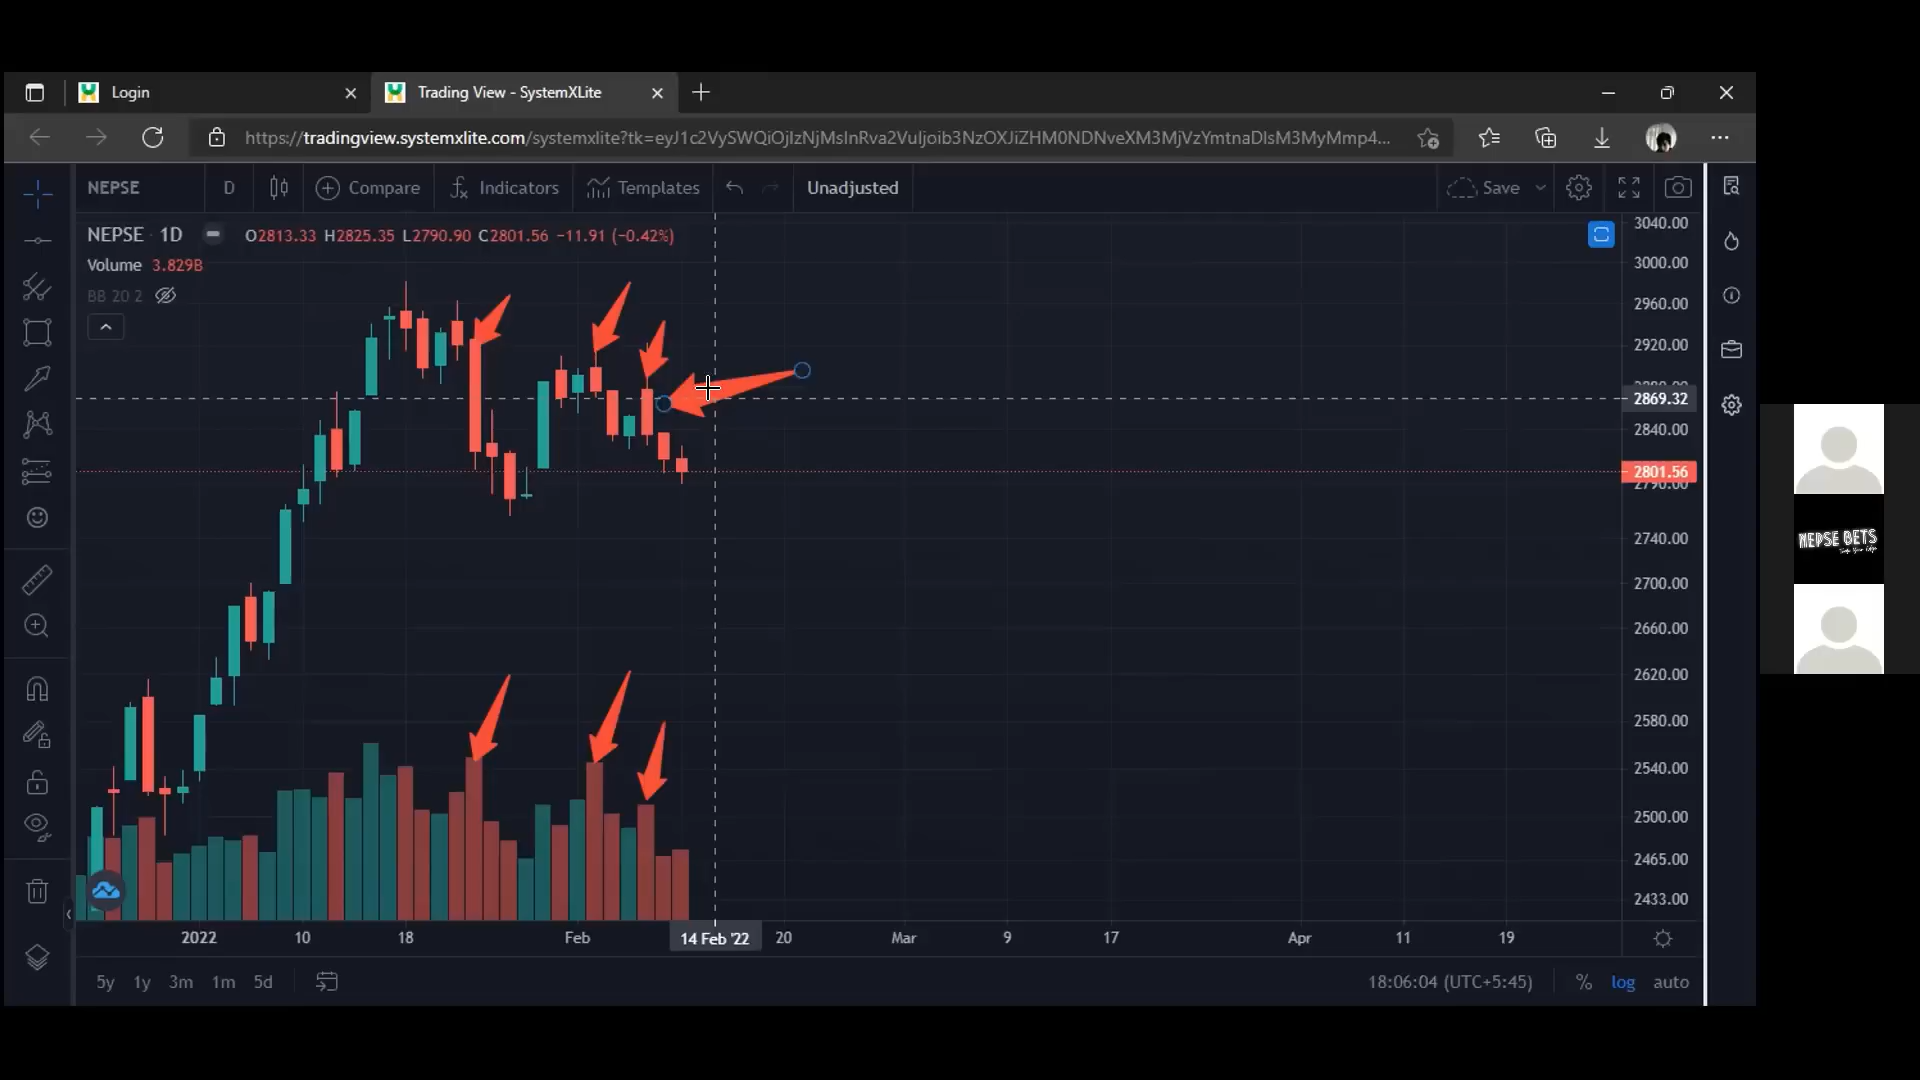 Login
Trading View - SystemXLite
https://tradingview.systemxlite.com/systemxlite?tk=eyJ1c2VySWQiOjIzNjMsInRva2VuIjoib3NzOXJiZHM0NDNveXM3MjVzYmtnaDlsM3MyMmp4...
NEPSE D Compare Indicators Templates Unadjusted Save
NEPSE 1D O2813.33 H2825.35 L2790.90 C2801.56 −11.91 (−0.42%)
Volume 3.829B
BB 20 2
3040.00
3000.00
2960.00
2920.00
2869.32
2840.00
2801.56
2740.00
2700.00
2660.00
2620.00
2580.00
2540.00
2500.00
2465.00
2433.00
2022 10 18 Feb 14 Feb '22 20 Mar 9 17 Apr 11 19
5y 1y 3m 1m 5d 18:06:04 (UTC+5:45) % log auto
NEPSE BETS